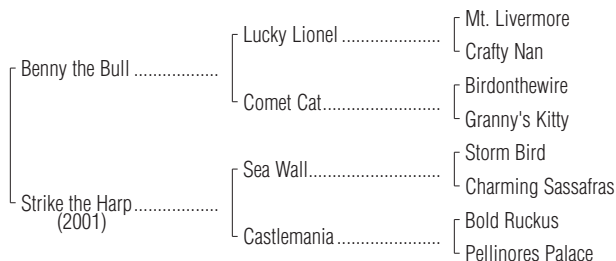 Mt. Livermore
Lucky Lionel
Crafty Nan
Benny the Bull
Birdonthewire
Comet Cat
Granny's Kitty
Storm Bird
Sea Wall
Charming Sassafras
Strike the Harp
(2001)
Bold Ruckus
Castlemania
Pellinores Palace